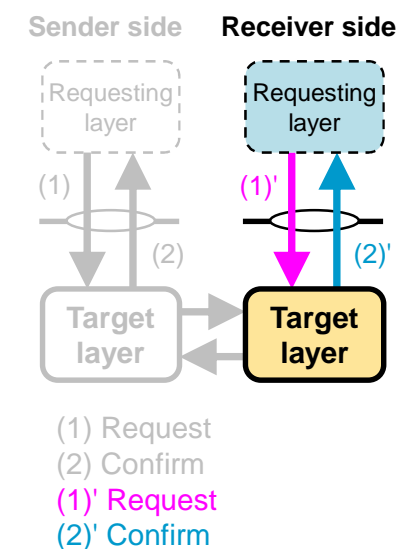 Sender side
Receiver side
Requesting
layer
Requesting
layer
(1)
(1)'
(2)
(2)'
Target
layer
Target
layer
(1) Request
(2) Confirm
(1)' Request
(2)' Confirm